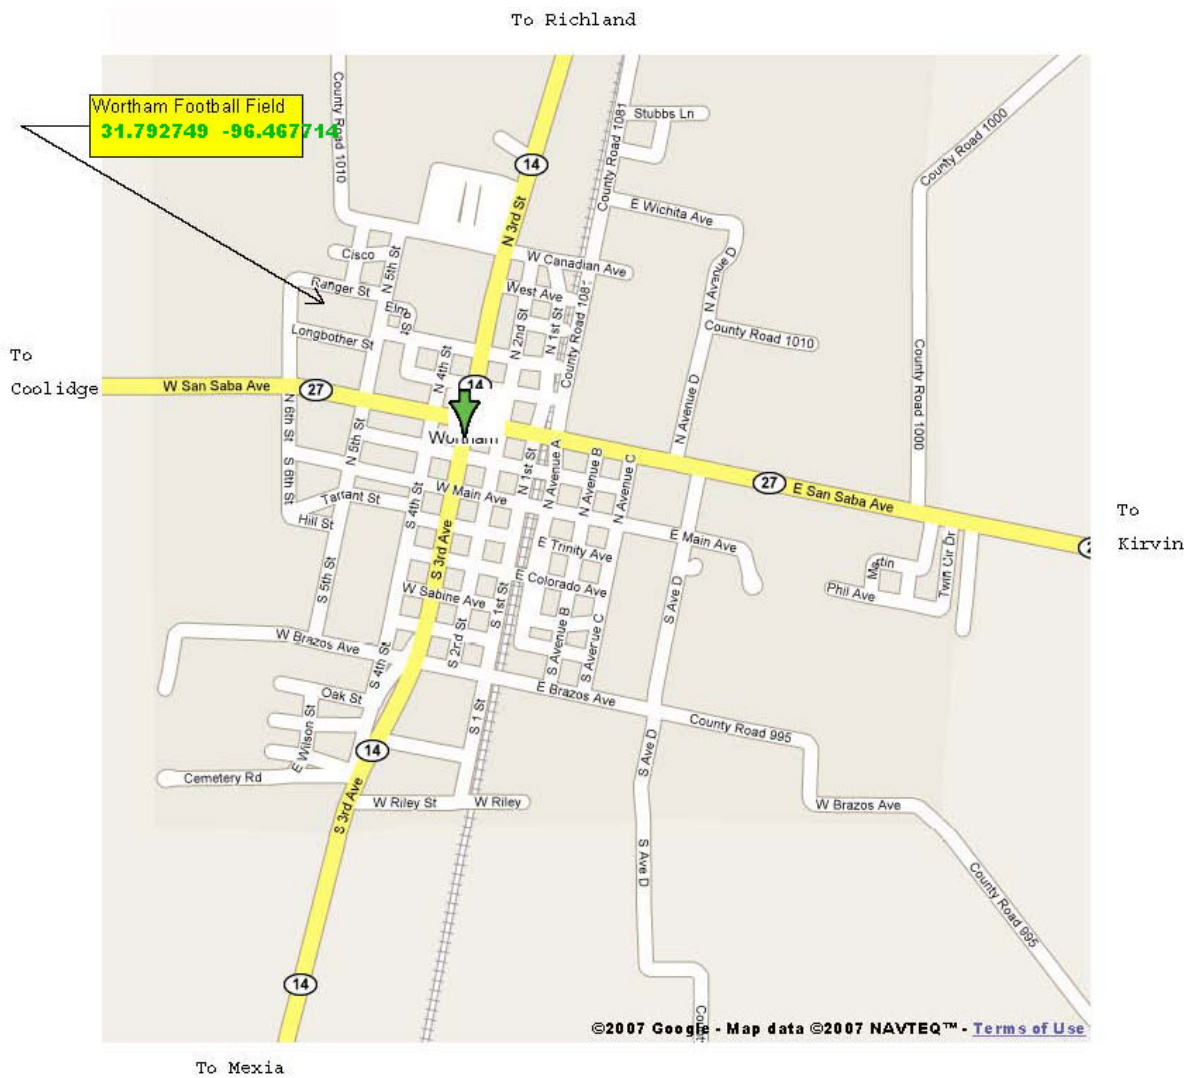 To Richland
Wortham Football Field
31.792749 -96.467714
County Road 1010
14
Stubbs Ln
County Road 1081
County Road 1000
N 3rd St
E Wichita Ave
Cisco
N 5th St
W Canadian Ave
N Avenue D
Ranger St
West Ave
Elm St
N 2nd St
N 1st St
County Road 108
Longbother St
County Road 1010
County Road 1000
To
Coolidge
W San Saba Ave
27
N 4th St
14
N Avenue D
N 6th St
N 5th St
Wortham
N 1st St
N Avenue A
N Avenue B
N Avenue C
S 6th St
Tarrant St
W Main Ave
27
E San Saba Ave
To
Kirvin
2
Hill St
S 4th St
S 3rd Ave
E Trinity Ave
E Main Ave
Martin
Twin Cir Dr
S 5th St
E Colorado Ave
Phil Ave
W Sabine Ave
S 1st St
S Ave D
W Brazos Ave
S 4th St
S 2nd St
S Avenue B
S Avenue C
Oak St
E Brazos Ave
E Wilson St
S 1 St
County Road 995
14
S Ave D
Cemetery Rd
W Riley St
W Riley
W Brazos Ave
S 3rd Ave
S Ave D
County Road 995
14
Count
©2007 Google - Map data ©2007 NAVTEQ™ - Terms of Use
To Mexia